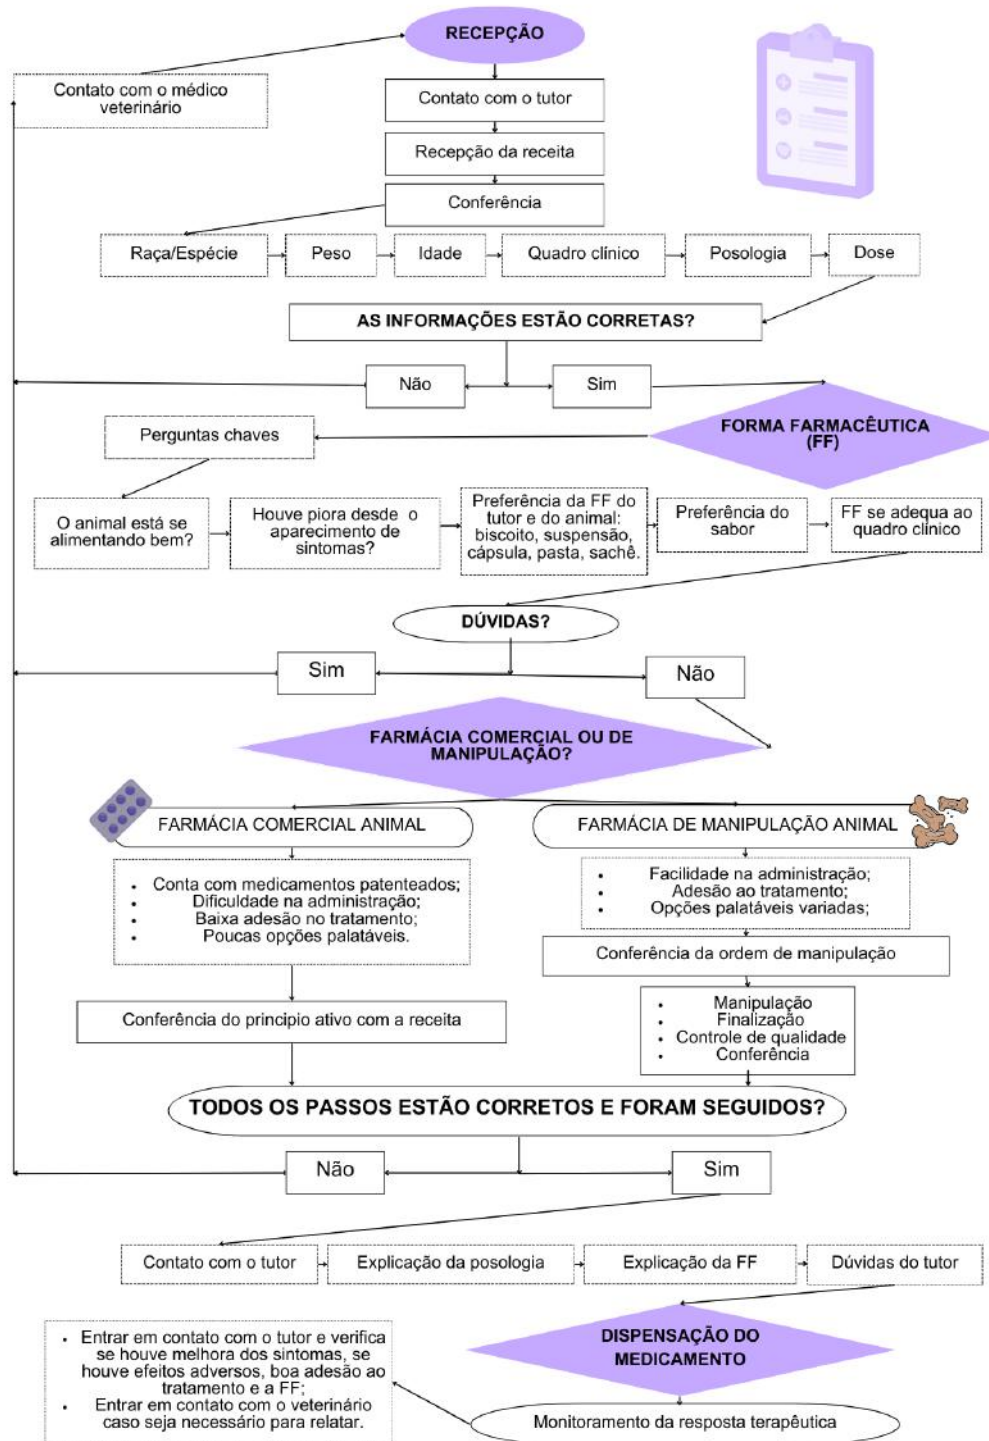 RECEPÇÃO
Contato com o médico
veterinário
Contato com o tutor
Recepção da receita
Conferência
Raça/Espécie
Peso
Idade
Quadro clínico
Posologia
Dose
AS INFORMAÇÕES ESTÃO CORRETAS?
Não
Sim
FORMA FARMACÊUTICA
(FF)
Perguntas chaves
O animal está se
alimentando bem?
Houve piora desde o
aparecimento de
sintomas?
Preferência da FF do
tutor e do animal:
biscoito, suspensão,
cápsula, pasta, sachê.
Preferência do
sabor
FF se adequa ao
quadro clínico
DÚVIDAS?
Sim
Não
FARMÁCIA COMERCIAL OU DE
MANIPULAÇÃO?
FARMÁCIA COMERCIAL ANIMAL
FARMÁCIA DE MANIPULAÇÃO ANIMAL
• Conta com medicamentos patenteados;
• Dificuldade na administração;
• Baixa adesão no tratamento;
• Poucas opções palatáveis.
• Facilidade na administração;
• Adesão ao tratamento;
• Opções palatáveis variadas;
Conferência da ordem de manipulação
Conferência do principio ativo com a receita
• Manipulação
• Finalização
• Controle de qualidade
• Conferência
TODOS OS PASSOS ESTÃO CORRETOS E FORAM SEGUIDOS?
Não
Sim
Contato com o tutor
Explicação da posologia
Explicação da FF
Dúvidas do tutor
DISPENSAÇÃO DO
MEDICAMENTO
• Entrar em contato com o tutor e verifica
se houve melhora dos sintomas, se
houve efeitos adversos, boa adesão ao
tratamento e a FF;
• Entrar em contato com o veterinário
caso seja necessário para relatar.
Monitoramento da resposta terapêutica